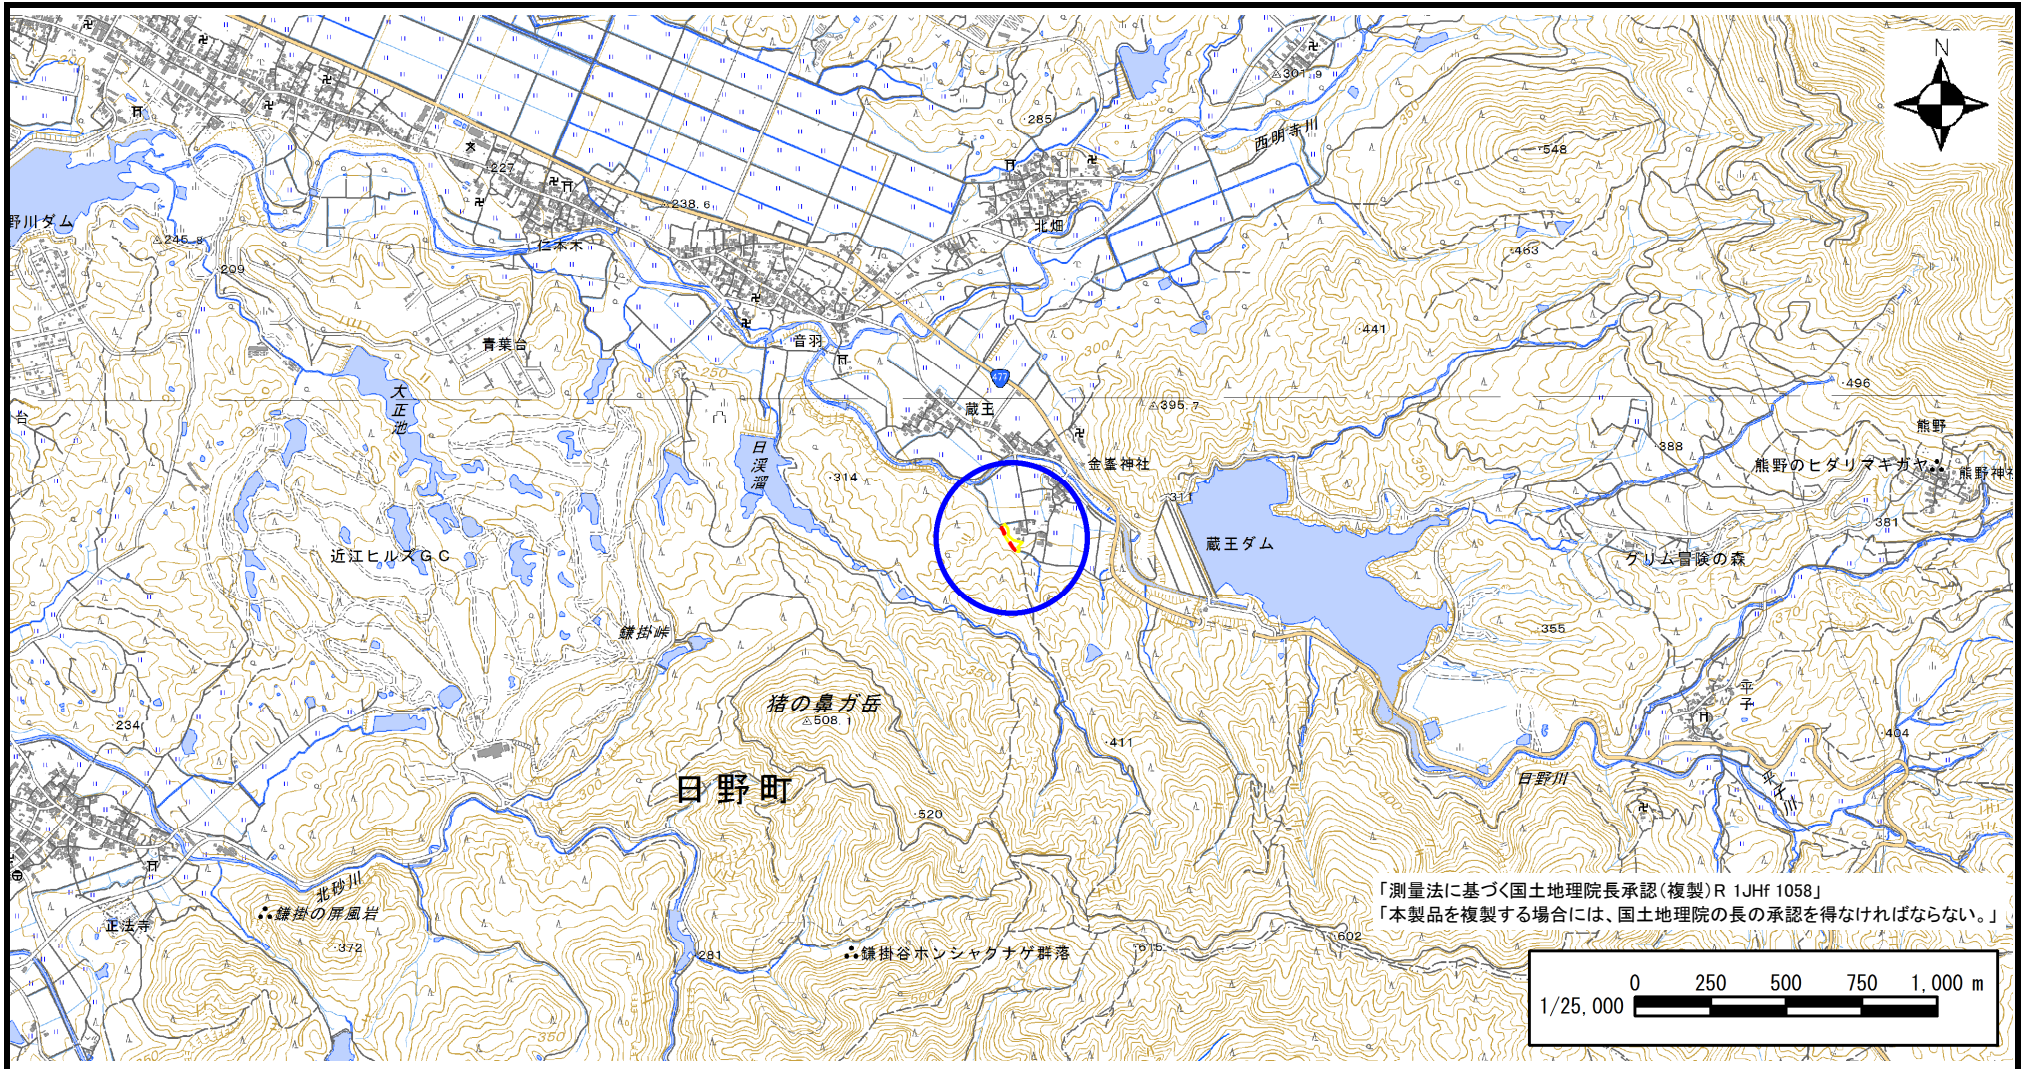 N
301.9
285
西明寺川
548
227
238.6
北畑
野川ダム
245.8
仁本木
463
209
441
青葉台
音羽
300
477
250
496
大正池
蔵王
395.7
台
熊野
388
日渓溜
金峯神社
熊野のヒダリマキガヤ
314
熊野神社
311
381
近江ヒルズGC
蔵王ダム
グリム冒険の森
鎌掛峠
355
350
平子
猪の鼻ガ岳
508.1
234
411
404
日野町
300
日野川
平子川
520
「測量法に基づく国土地理院長承認(複製)R 1JHf 1058」
北砂川
鎌掛の屏風岩
「本製品を複製する場合には、国土地理院の長の承認を得なければならない。」
正法寺
372
281
鎌掛谷ホンシャクナゲ群落
615
602
0 250 500 750 1,000 m
1/25,000
350